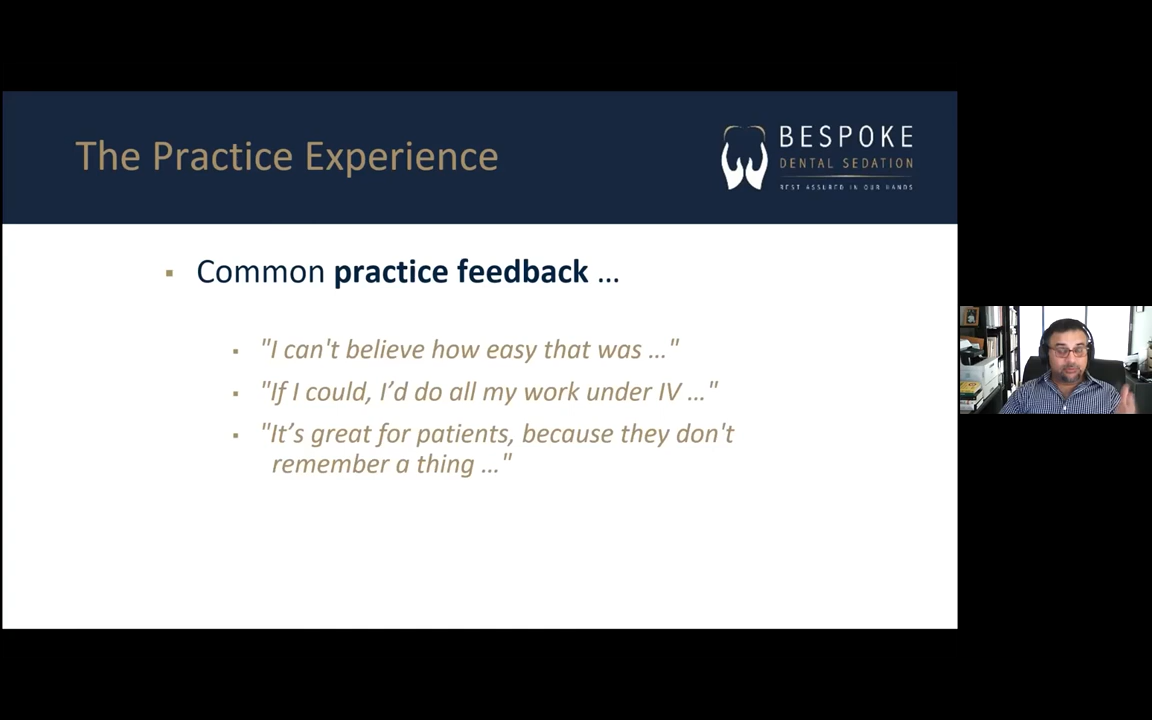 The Practice Experience
BESPOKE
DENTAL SEDATION
REST ASSURED IN OUR HANDS
▪ Common practice feedback ...
▪ "I can't believe how easy that was ..."
▪ "If I could, I’d do all my work under IV ..."
▪ "It’s great for patients, because they don't
remember a thing ..."